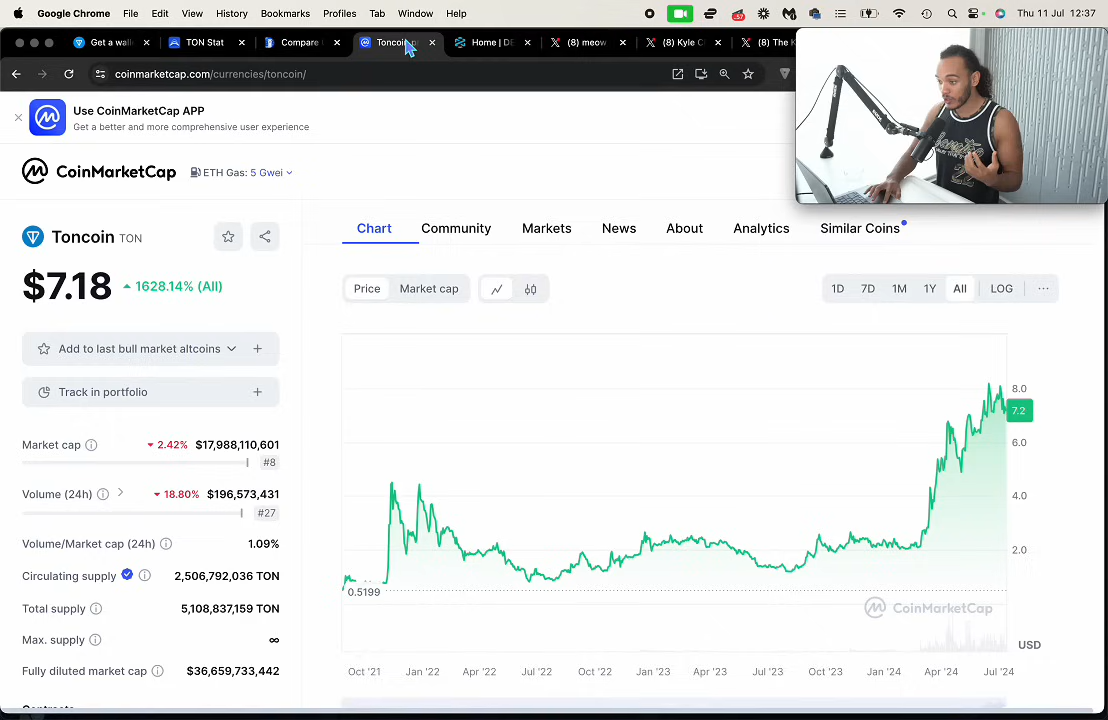 Google Chrome File Edit View History Bookmarks Profiles Tab Window Help
Thu 11 Jul 12:37
Get a wall
TON Stat
Compare
Toncoin
Home | DE
(8) meow
(8) Kyle C
(8) The K
coinmarketcap.com/currencies/toncoin/
Use CoinMarketCap APP
Get a better and more comprehensive user experience
CoinMarketCap
ETH Gas: 5 Gwei
Toncoin TON
$7.18 1628.14% (All)
Add to last bull market altcoins +
Track in portfolio +
Market cap 2.42% $17,988,110,601
#8
Volume (24h) 18.80% $196,573,431
#27
Volume/Market cap (24h) 1.09%
Circulating supply 2,506,792,036 TON
Total supply 5,108,837,159 TON
Max. supply ∞
Fully diluted market cap $36,659,733,442
Chart Community Markets News About Analytics Similar Coins
Price Market cap
1D 7D 1M 1Y All LOG ...
8.0
7.2
6.0
4.0
2.0
0.5199
CoinMarketCap
USD
Oct '21 Jan '22 Apr '22 Jul '22 Oct '22 Jan '23 Apr '23 Jul '23 Oct '23 Jan '24 Apr '24 Jul '24